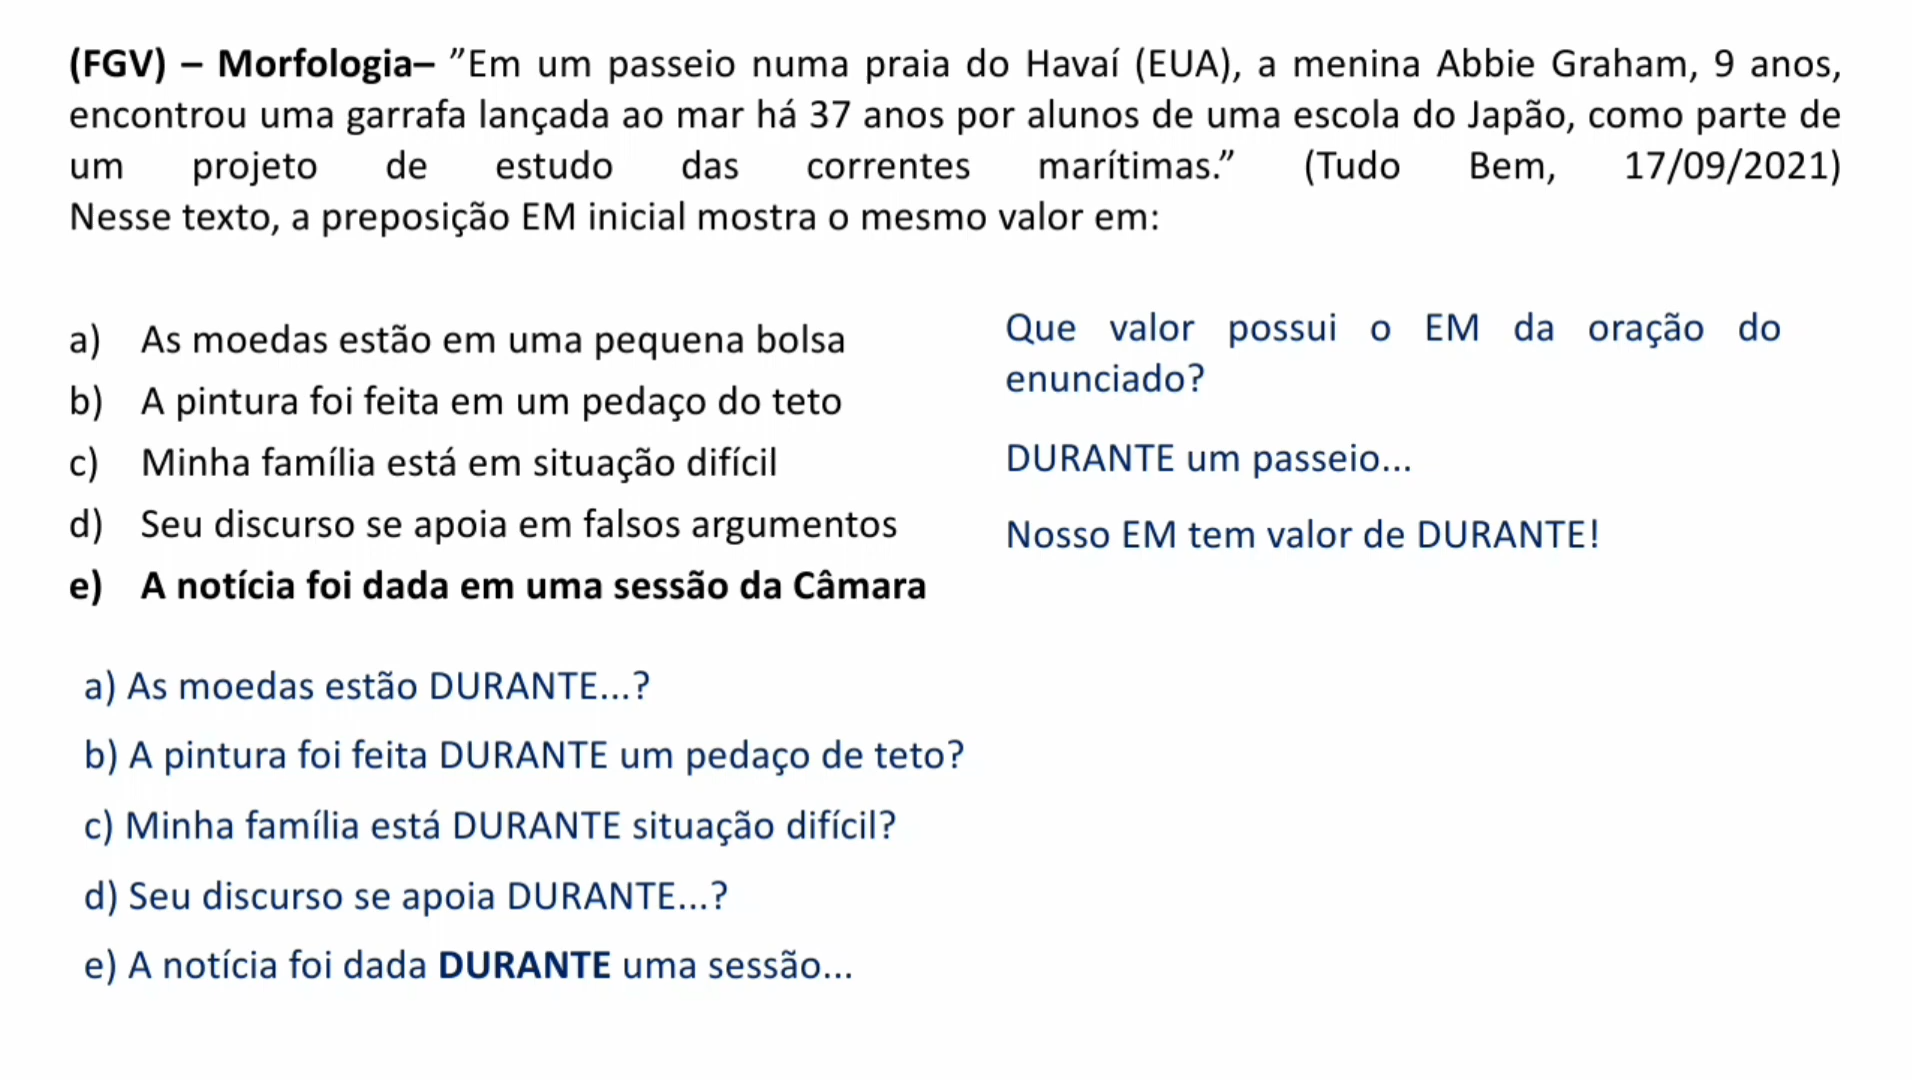 (FGV) – Morfologia– ”Em um passeio numa praia do Havaí (EUA), a menina Abbie Graham, 9 anos,
encontrou uma garrafa lançada ao mar há 37 anos por alunos de uma escola do Japão, como parte de
um projeto de estudo das correntes marítimas.” (Tudo Bem, 17/09/2021)
Nesse texto, a preposição EM inicial mostra o mesmo valor em:
a) As moedas estão em uma pequena bolsa
b) A pintura foi feita em um pedaço do teto
c) Minha família está em situação difícil
d) Seu discurso se apoia em falsos argumentos
e) A notícia foi dada em uma sessão da Câmara
Que valor possui o EM da oração do
enunciado?
DURANTE um passeio...
Nosso EM tem valor de DURANTE!
a) As moedas estão DURANTE...?
b) A pintura foi feita DURANTE um pedaço de teto?
c) Minha família está DURANTE situação difícil?
d) Seu discurso se apoia DURANTE...?
e) A notícia foi dada DURANTE uma sessão...